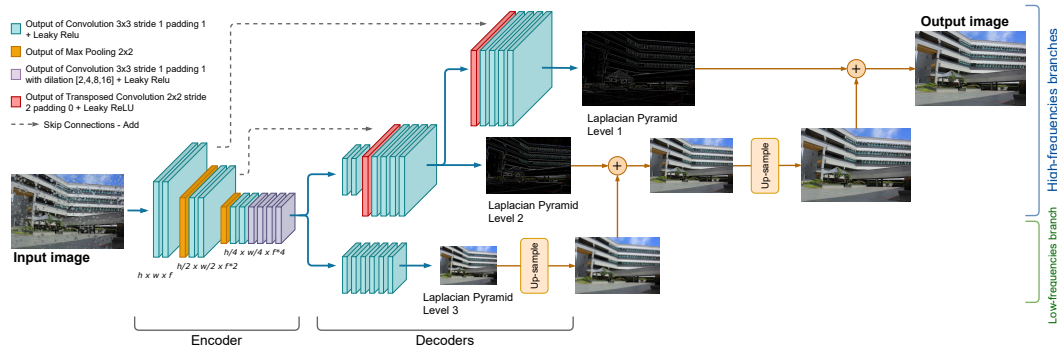 Output of Convolution 3x3 stride 1 padding 1
+ Leaky Relu
Output of Max Pooling 2x2
Output of Convolution 3x3 stride 1 padding 1
with dilation [2,4,8,16] + Leaky Relu
Output of Transposed Convolution 2x2 stride
2 padding 0 + Leaky ReLU
Skip Connections - Add
Output image
Laplacian Pyramid
Level 1
+
High-frequencies branches
Laplacian Pyramid
Level 2
+
Up-sample
Input image
h x w x f
h/2 x w/2 x f*2
h/4 x w/4 x f*4
Laplacian Pyramid
Level 3
Up-sample
Low-frequencies branch
Encoder
Decoders